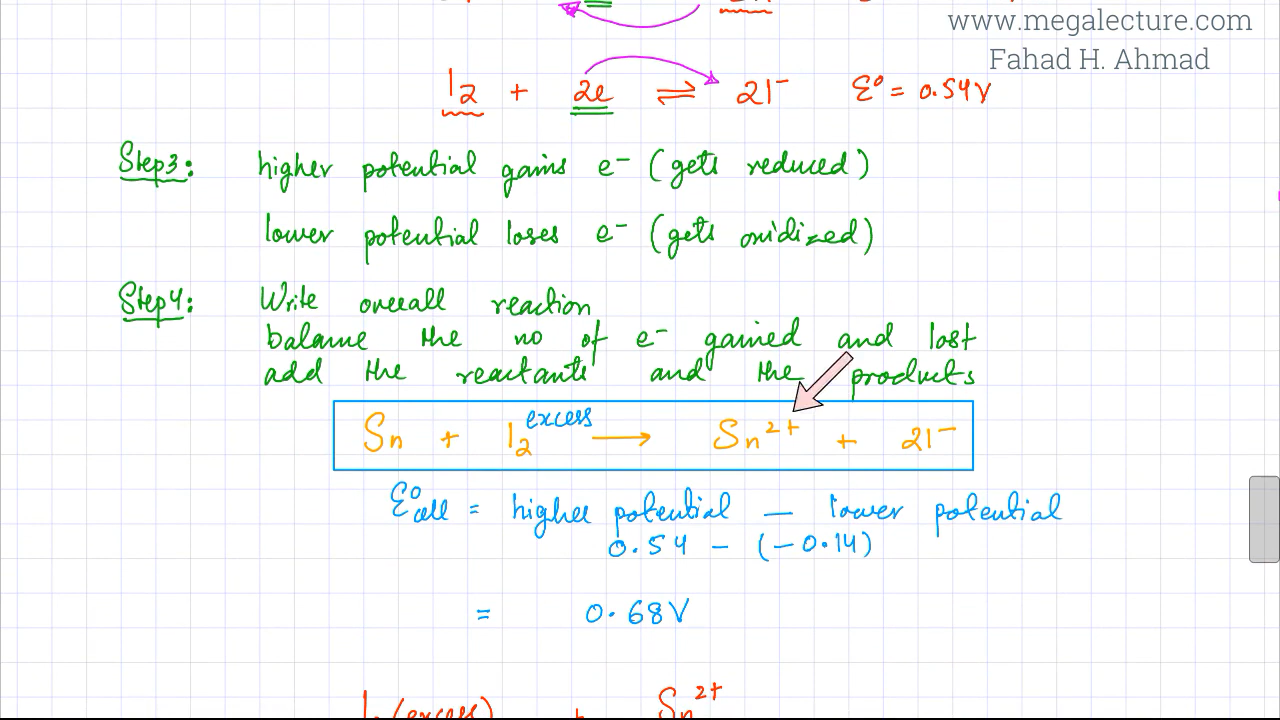 www.megalecture.com
Fahad H. Ahmad
I2 + 2e ⇌ 2I⁻ Ɛ° = 0.54V
Step3: higher potential gains e⁻ (gets reduced)
lower potential loses e⁻ (gets oxidized)
Step4: Write overall reaction
balance the no of e⁻ gained and lost
add the reactants and the products
Sn + I2 excess → Sn²⁺ + 2I⁻
Ɛ°cell = higher potential — lower potential
0.54 − (−0.14)
= 0.68V
(excess) + Sn²⁺